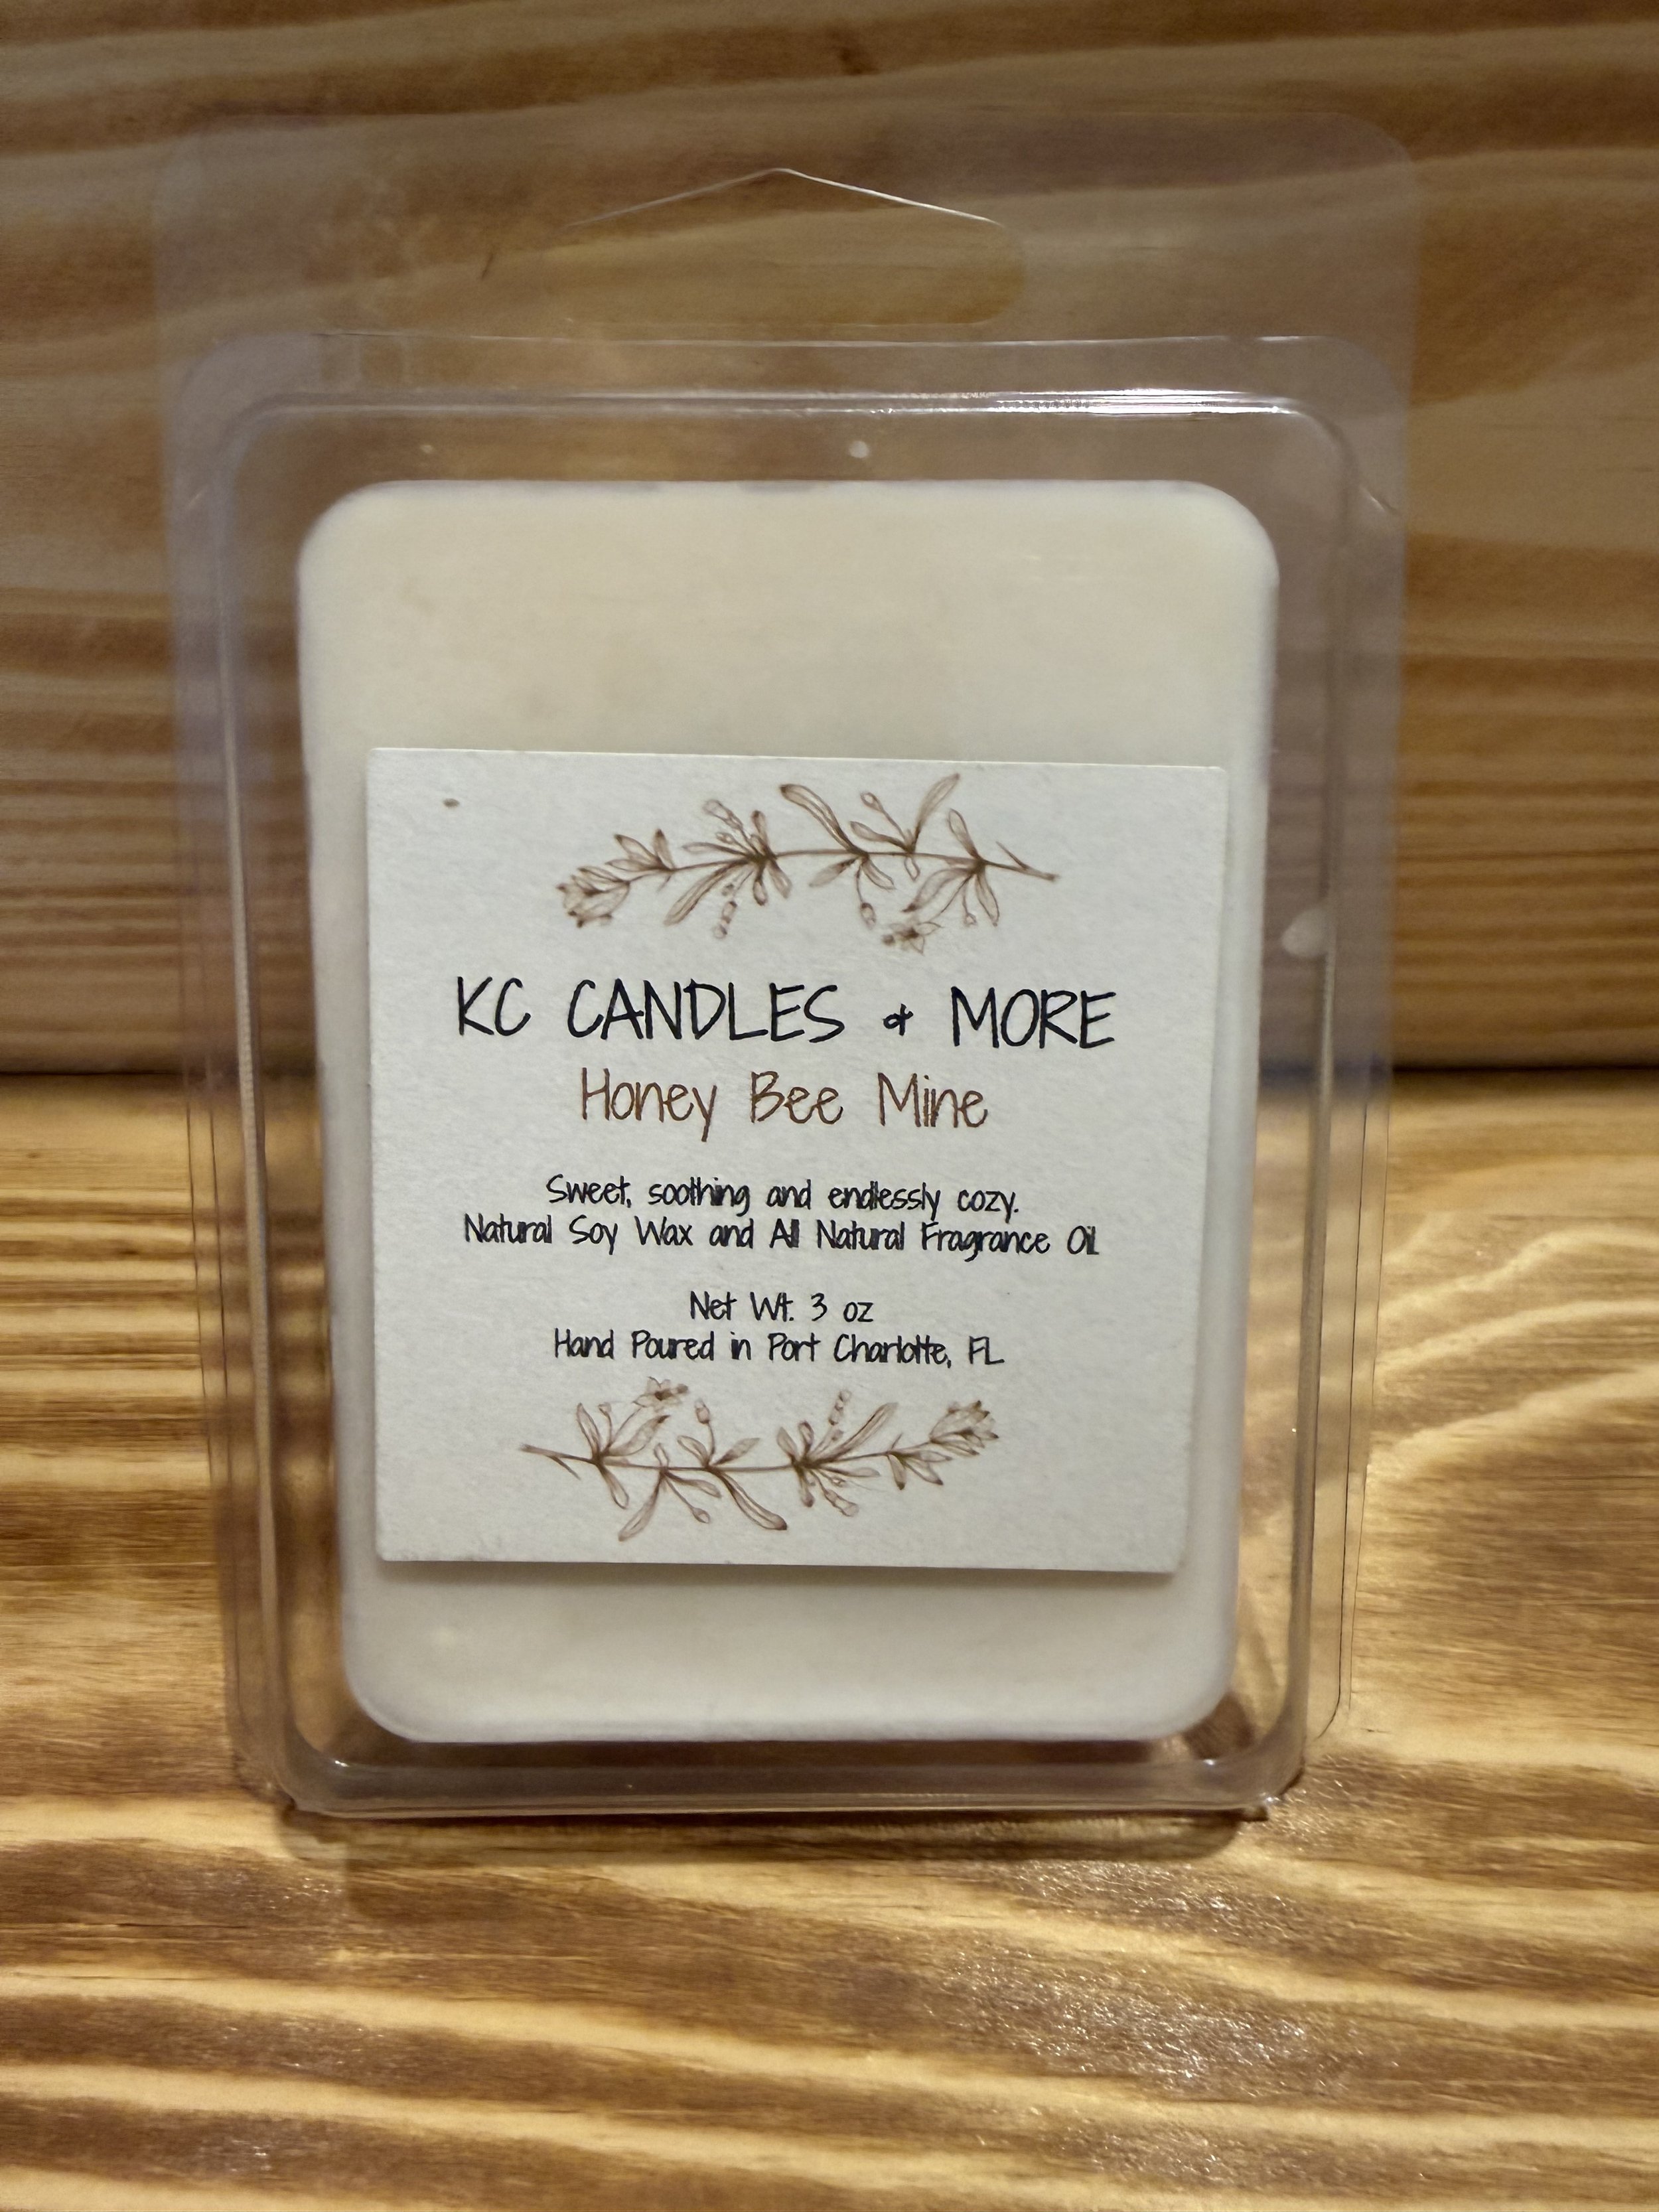 KC CANDLES & MORE
Honey Bee Mine
Sweet, soothing and endlessly cozy.
Natural Soy Wax and All Natural Fragrance Oil
Net Wt. 3 oz
Hand Poured in Port Charlotte, FL